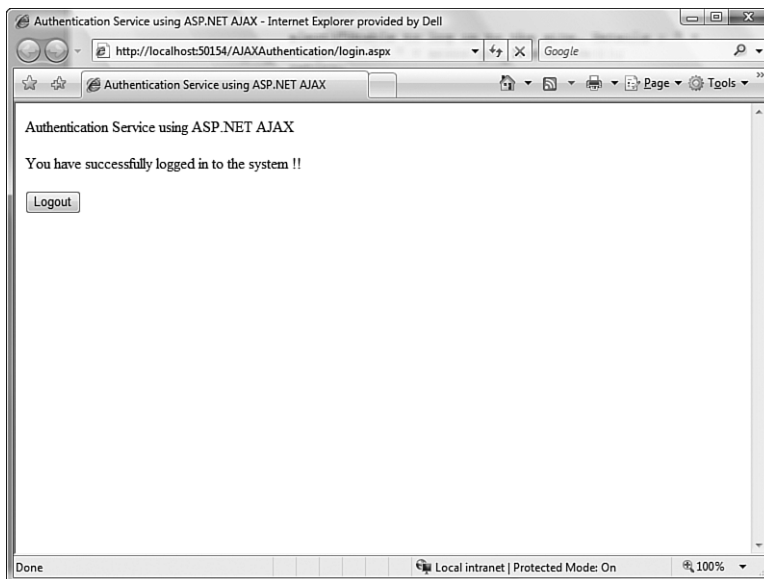 Authentication Service using ASP.NET AJAX - Internet Explorer provided by Dell
http://localhost:50154/AJAXAuthentication/login.aspx
Google
Authentication Service using ASP.NET AJAX
Page
Tools
Authentication Service using ASP.NET AJAX
You have successfully logged in to the system !!
Logout
Done
Local intranet | Protected Mode: On
100%